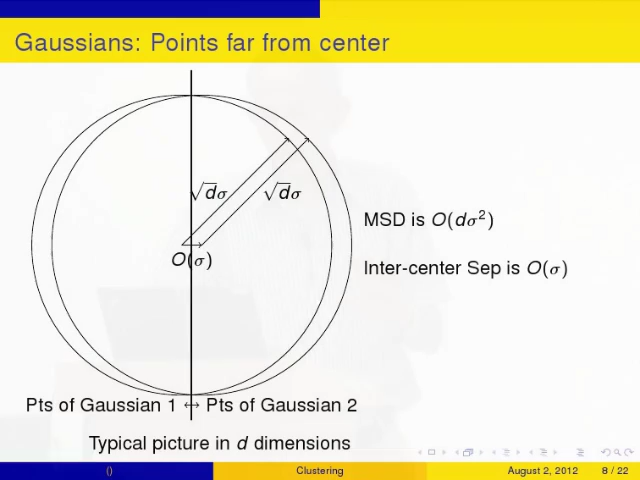 Gaussians: Points far from center
√dσ √dσ
MSD is O(dσ²)
O(σ)
Inter-center Sep is O(σ)
Pts of Gaussian 1 ↔ Pts of Gaussian 2
Typical picture in d dimensions
() Clustering August 2, 2012 8 / 22